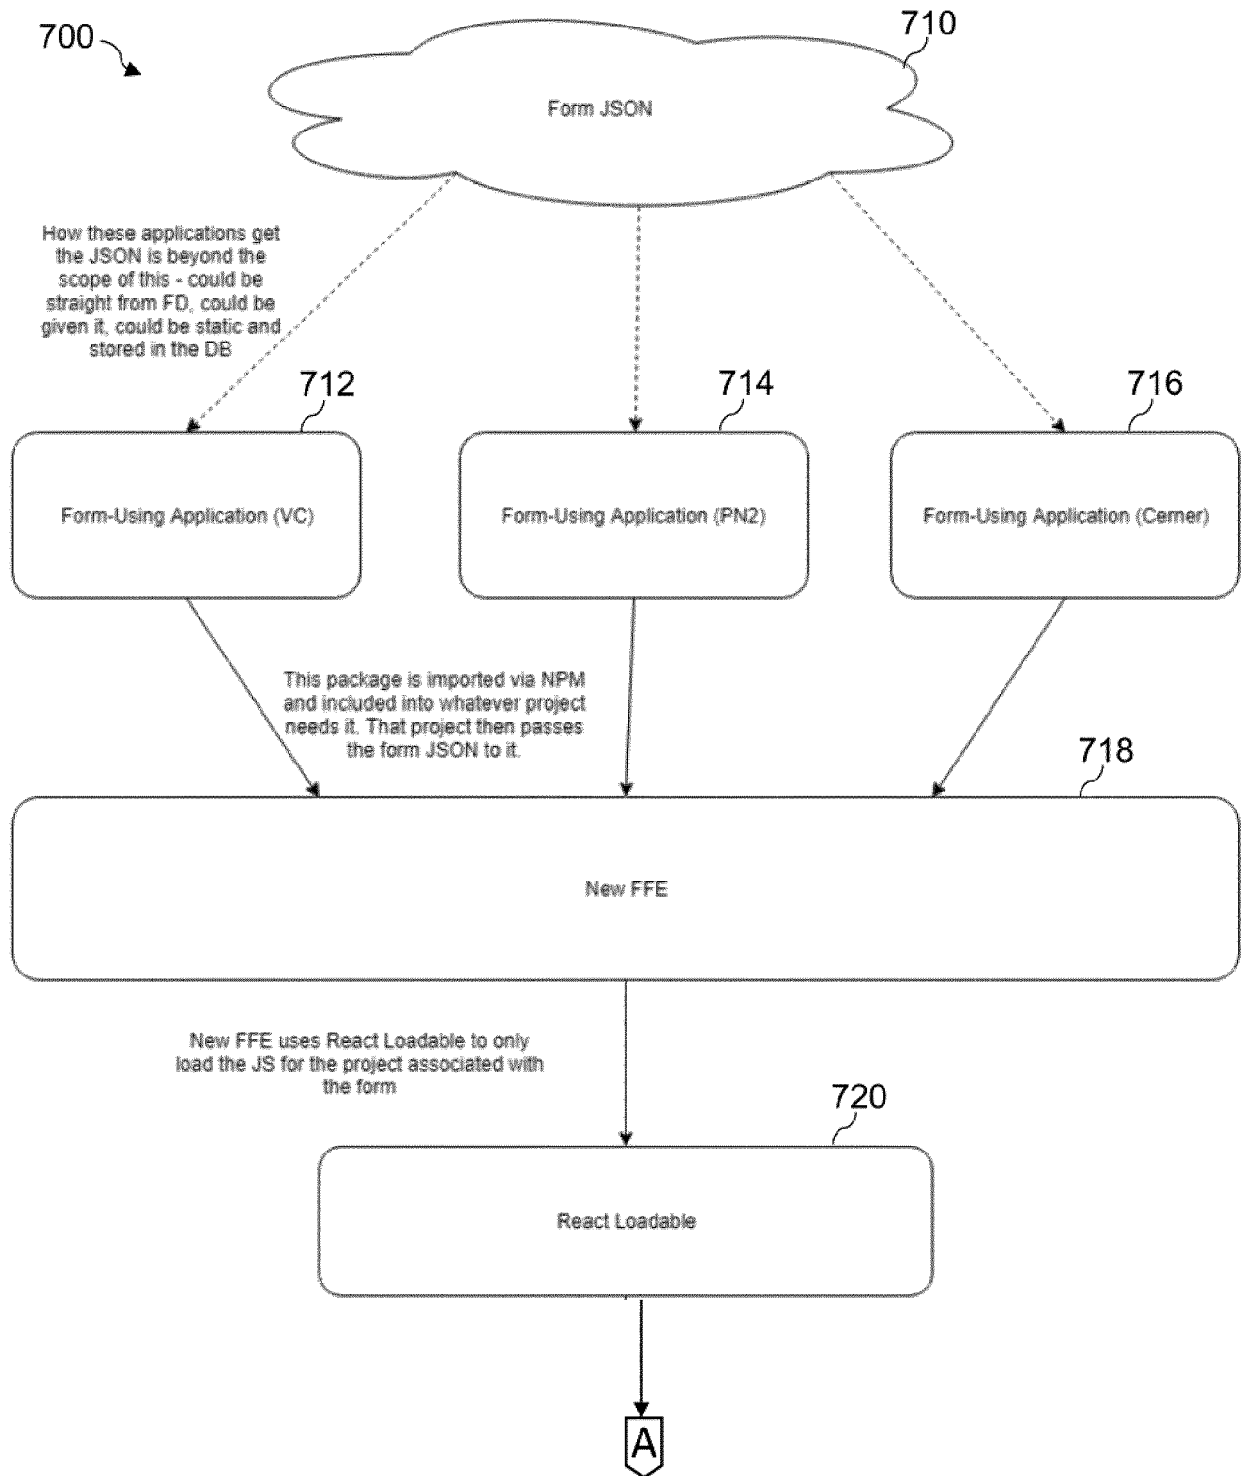 700
710
Form JSON
How these applications get
the JSON is beyond the
scope of this - could be
straight from FD, could be
given it, could be static and
stored in the DB
712
714
716
Form-Using Application (VC)
Form-Using Application (PN2)
Form-Using Application (Cerner)
This package is imported via NPM
and included into whatever project
needs it. That project then passes
the form JSON to it.
718
New FFE
New FFE uses React Loadable to only
load the JS for the project associated with
the form
720
React Loadable
A